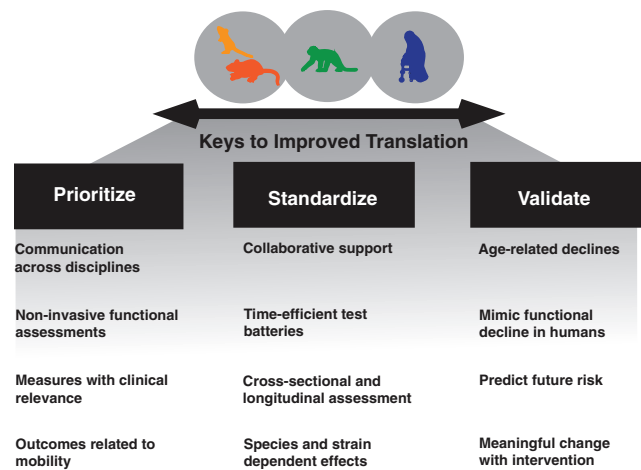 Keys to Improved Translation
Prioritize
Communication
across disciplines
Non-invasive functional
assessments
Measures with clinical
relevance
Outcomes related to
mobility
Standardize
Collaborative support
Time-efficient test
batteries
Cross-sectional and
longitudinal assessment
Species and strain
dependent effects
Validate
Age-related declines
Mimic functional
decline in humans
Predict future risk
Meaningful change
with intervention